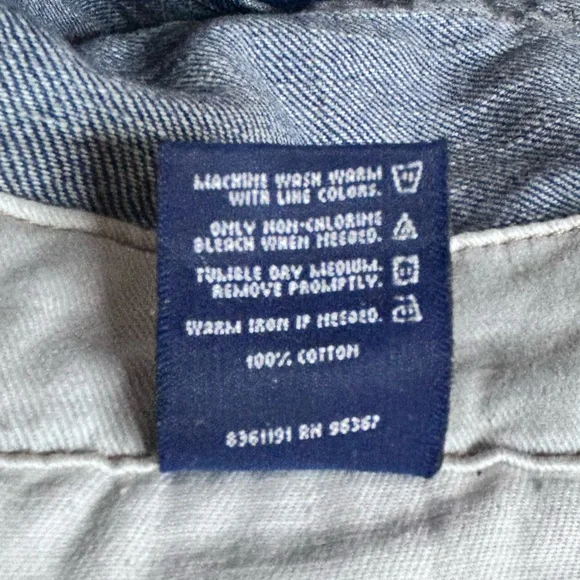 MACHINE WASH WARM
WITH LIKE COLORS.
ONLY NON-CHLORINE
BLEACH WHEN NEEDED.
TUMBLE DRY MEDIUM.
REMOVE PROMPTLY.
WARM IRON IF NEEDED.
100% COTTON
8361191 RN 96367